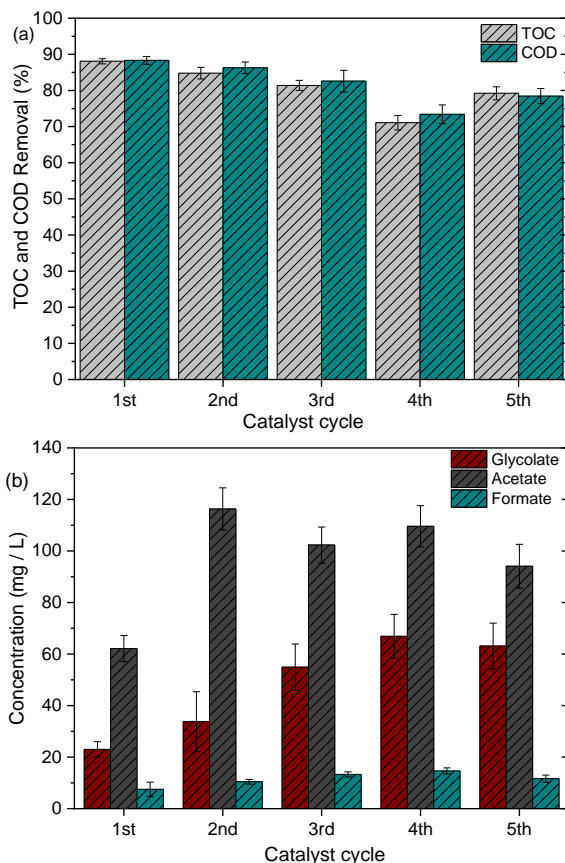 (a)
TOC
COD
TOC and COD Removal (%)
100
90
80
70
60
50
40
30
20
10
0
1st 2nd 3rd 4th 5th
Catalyst cycle
(b)
Glycolate
Acetate
Formate
Concentration (mg / L)
140
120
100
80
60
40
20
0
1st 2nd 3rd 4th 5th
Catalyst cycle